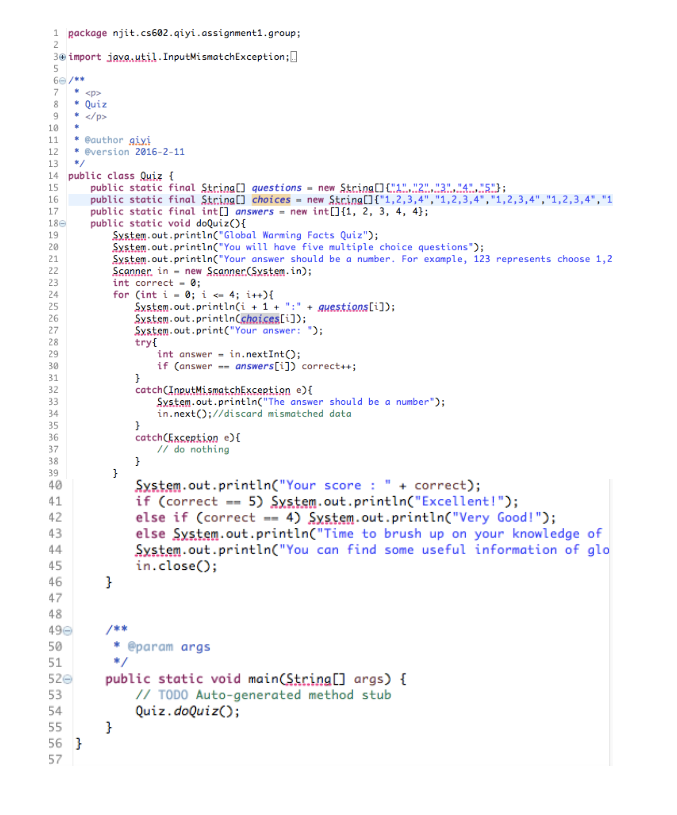 1 package njit.cs602.qiyi.assignment1.group;
2
3 import java.util.InputMismatchException;
5
6 /**
7 * <p>
8 * Quiz
9 * </p>
10 *
11 * @author qiyi
12 * @version 2016-2-11
13 */
14 public class Quiz {
15 public static final String[] questions = new String[]{"1","2","3","4","5"};
16 public static final String[] choices = new String[]{"1,2,3,4","1,2,3,4","1,2,3,4","1,2,3,4","1
17 public static final int[] answers = new int[]{1, 2, 3, 4, 4};
18 public static void doQuiz(){
19 System.out.println("Global Warming Facts Quiz");
20 System.out.println("You will have five multiple choice questions");
21 System.out.println("Your answer should be a number. For example, 123 represents choose 1,2
22 Scanner in = new Scanner(System.in);
23 int correct = 0;
24 for (int i = 0; i <= 4; i++){
25 System.out.println(i + 1 + ":" + questions[i]);
26 System.out.println(choices[i]);
27 System.out.print("Your answer: ");
28 try{
29 int answer = in.nextInt();
30 if (answer == answers[i]) correct++;
31 }
32 catch(InputMismatchException e){
33 System.out.println("The answer should be a number");
34 in.next();//discard mismatched data
35 }
36 catch(Exception e){
37 // do nothing
38 }
39 }
40 System.out.println("Your score : " + correct);
41 if (correct == 5) System.out.println("Excellent!");
42 else if (correct == 4) System.out.println("Very Good!");
43 else System.out.println("Time to brush up on your knowledge of
44 System.out.println("You can find some useful information of glo
45 in.close();
46 }
47
48
49 /**
50 * @param args
51 */
52 public static void main(String[] args) {
53 // TODO Auto-generated method stub
54 Quiz.doQuiz();
55 }
56 }
57